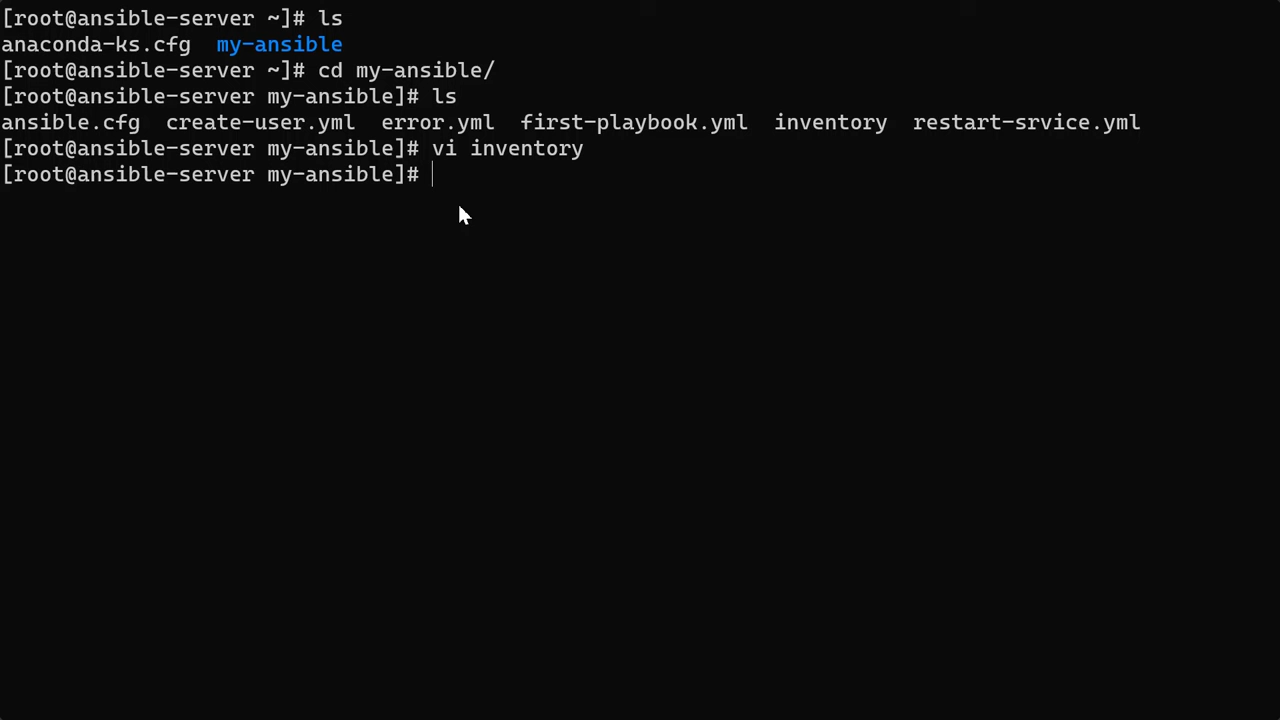 [root@ansible-server ~]# ls
anaconda-ks.cfg  my-ansible
[root@ansible-server ~]# cd my-ansible/
[root@ansible-server my-ansible]# ls
ansible.cfg  create-user.yml  error.yml  first-playbook.yml  inventory  restart-srvice.yml
[root@ansible-server my-ansible]# vi inventory
[root@ansible-server my-ansible]#